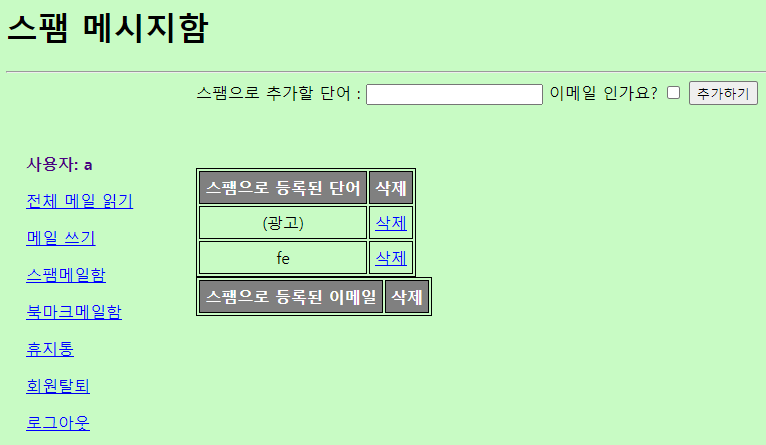 스팸 메시지함
스팸으로 추가할 단어 : 이메일 인가요? 추가하기
사용자: a
전체 메일 읽기
메일 쓰기
스팸메일함
북마크메일함
휴지통
회원탈퇴
로그아웃
스팸으로 등록된 단어 삭제
(광고) 삭제
fe 삭제
스팸으로 등록된 이메일 삭제